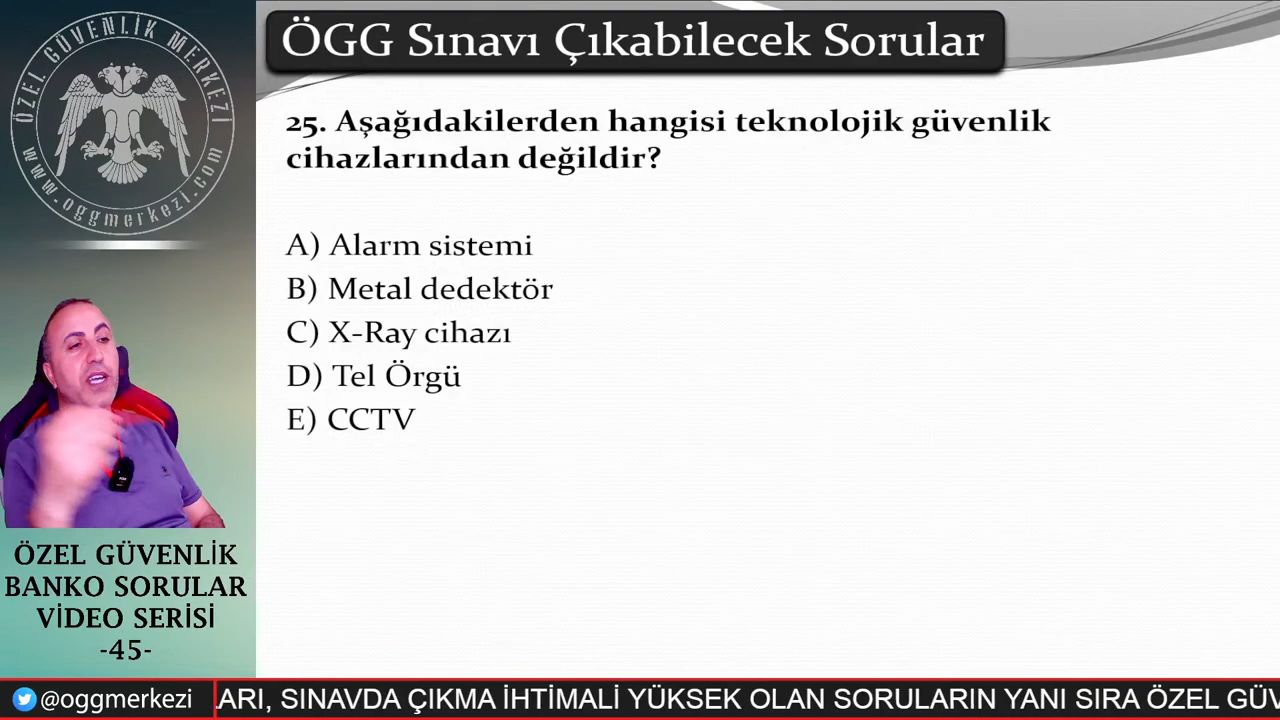 ÖZEL GÜVENLİK MERKEZİ
www.oggmerkezi.com
ÖGG Sınavı Çıkabilecek Sorular
25. Aşağıdakilerden hangisi teknolojik güvenlik
cihazlarından değildir?
A) Alarm sistemi
B) Metal dedektör
C) X-Ray cihazı
D) Tel Örgü
E) CCTV
ÖZEL GÜVENLİK
BANKO SORULAR
VİDEO SERİSİ
-45-
@oggmerkezi
ARI, SINAVDA ÇIKMA İHTİMALİ YÜKSEK OLAN SORULARIN YANI SIRA ÖZEL GÜV